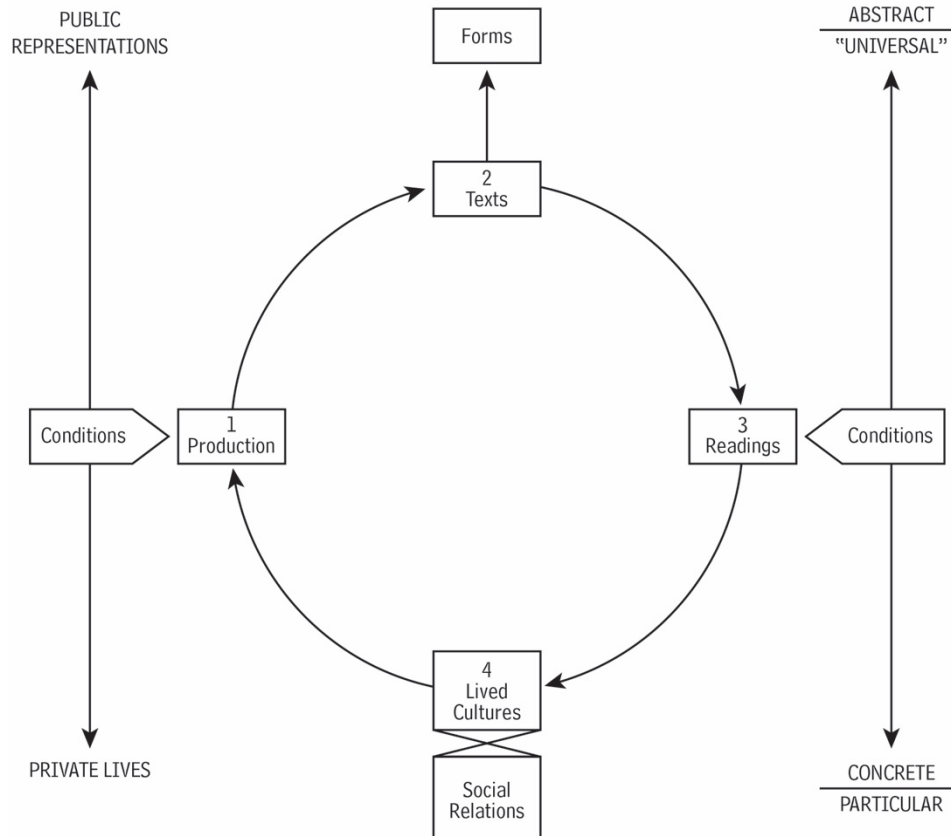 PUBLIC
REPRESENTATIONS
Forms
ABSTRACT
“UNIVERSAL”
2
Texts
Conditions
1
Production
3
Readings
Conditions
4
Lived
Cultures
PRIVATE LIVES
Social
Relations
CONCRETE
PARTICULAR